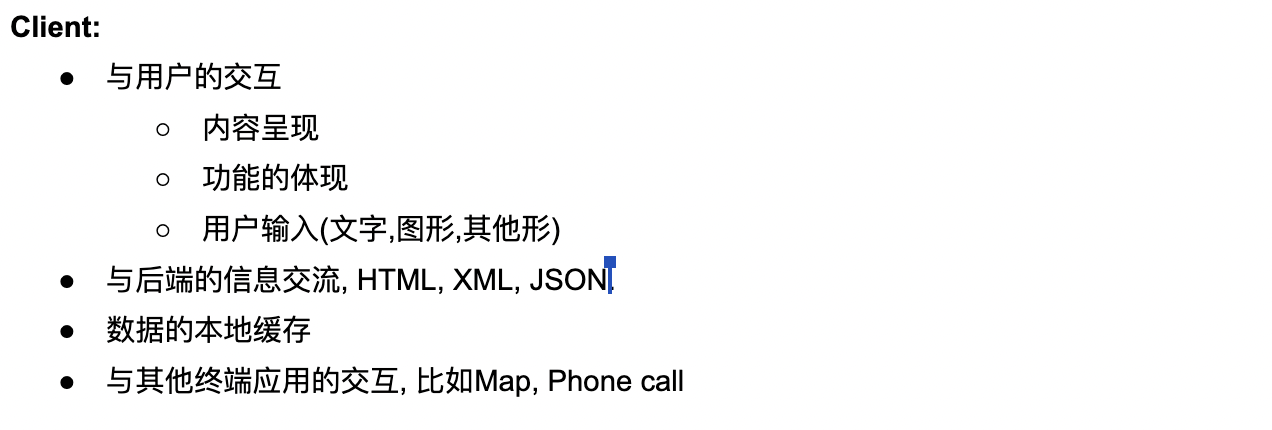 Client:
● 与用户的交互
○ 内容呈现
○ 功能的体现
○ 用户输入(文字,图形,其他形)
● 与后端的信息交流, HTML, XML, JSON.
● 数据的本地缓存
● 与其他终端应用的交互, 比如Map, Phone call